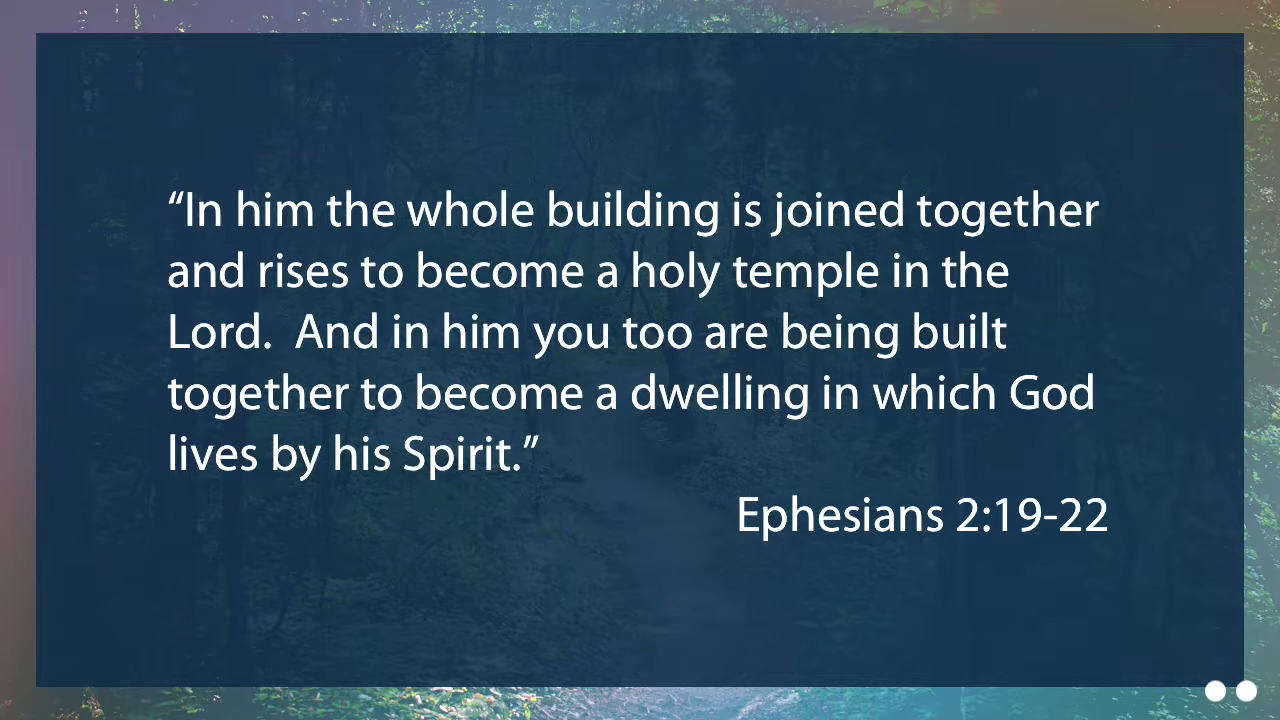 “In him the whole building is joined together
and rises to become a holy temple in the
Lord.  And in him you too are being built
together to become a dwelling in which God
lives by his Spirit.”
Ephesians 2:19-22